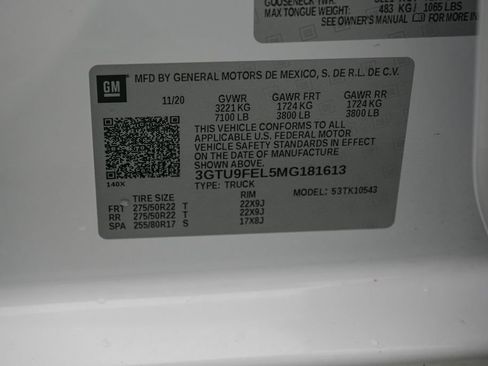 MAX TONGUE WEIGHT: 483 KG / 1065 LBS
SEE OWNER'S MANUAL FOR MORE IN
GM
MFD BY GENERAL MOTORS DE MEXICO, S. DE R.L. DE C.V.
11/20 GVWR GAWR FRT GAWR RR
3221 KG 1724 KG 1724 KG
7100 LB 3800 LB 3800 LB
THIS VEHICLE CONFORMS TO ALL
APPLICABLE U.S. FEDERAL MOTOR
VEHICLE SAFETY STANDARDS IN EFFECT
ON THE DATE OF MANUFACTURE
SHOWN ABOVE.
3GTU9FEL5MG181613
140X
TYPE: TRUCK MODEL: 53TK10543
TIRE SIZE RIM
FRT 275/50R22 T 22X9J
RR 275/50R22 T 22X9J
SPA 255/80R17 S 17X8J